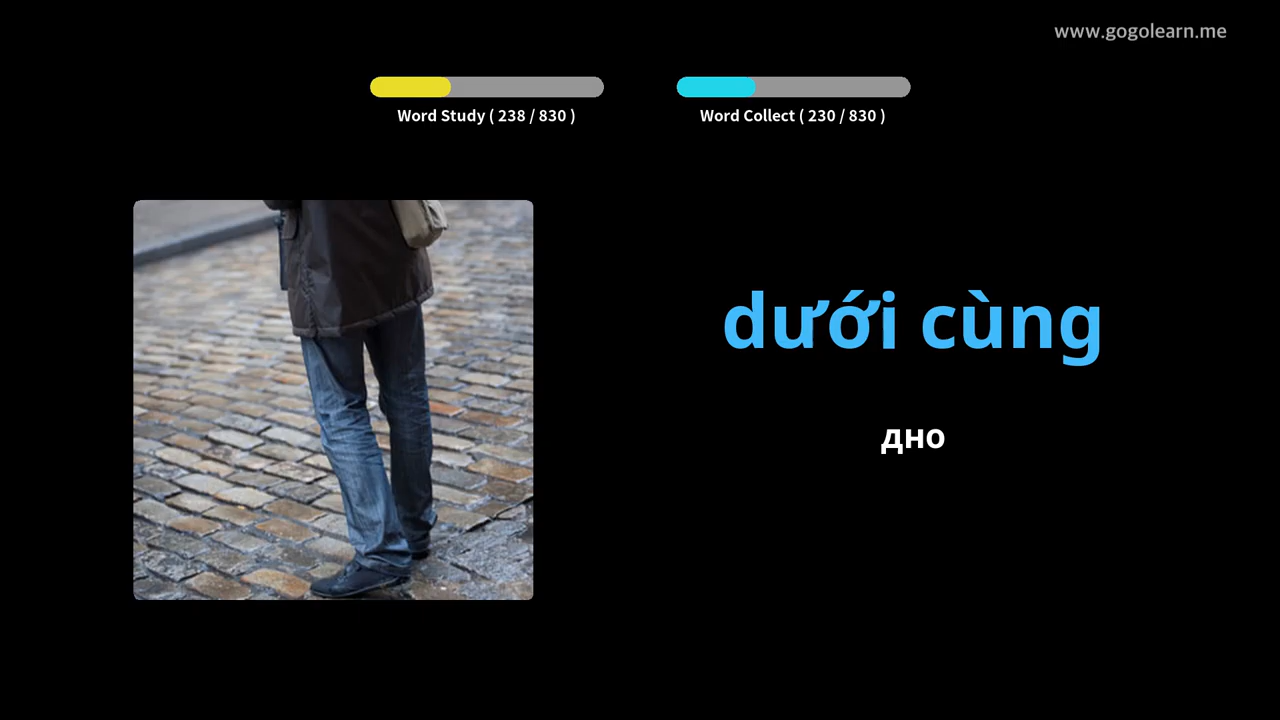 www.gogolearn.me
Word Study ( 238 / 830 )
Word Collect ( 230 / 830 )
dưới cùng
дно